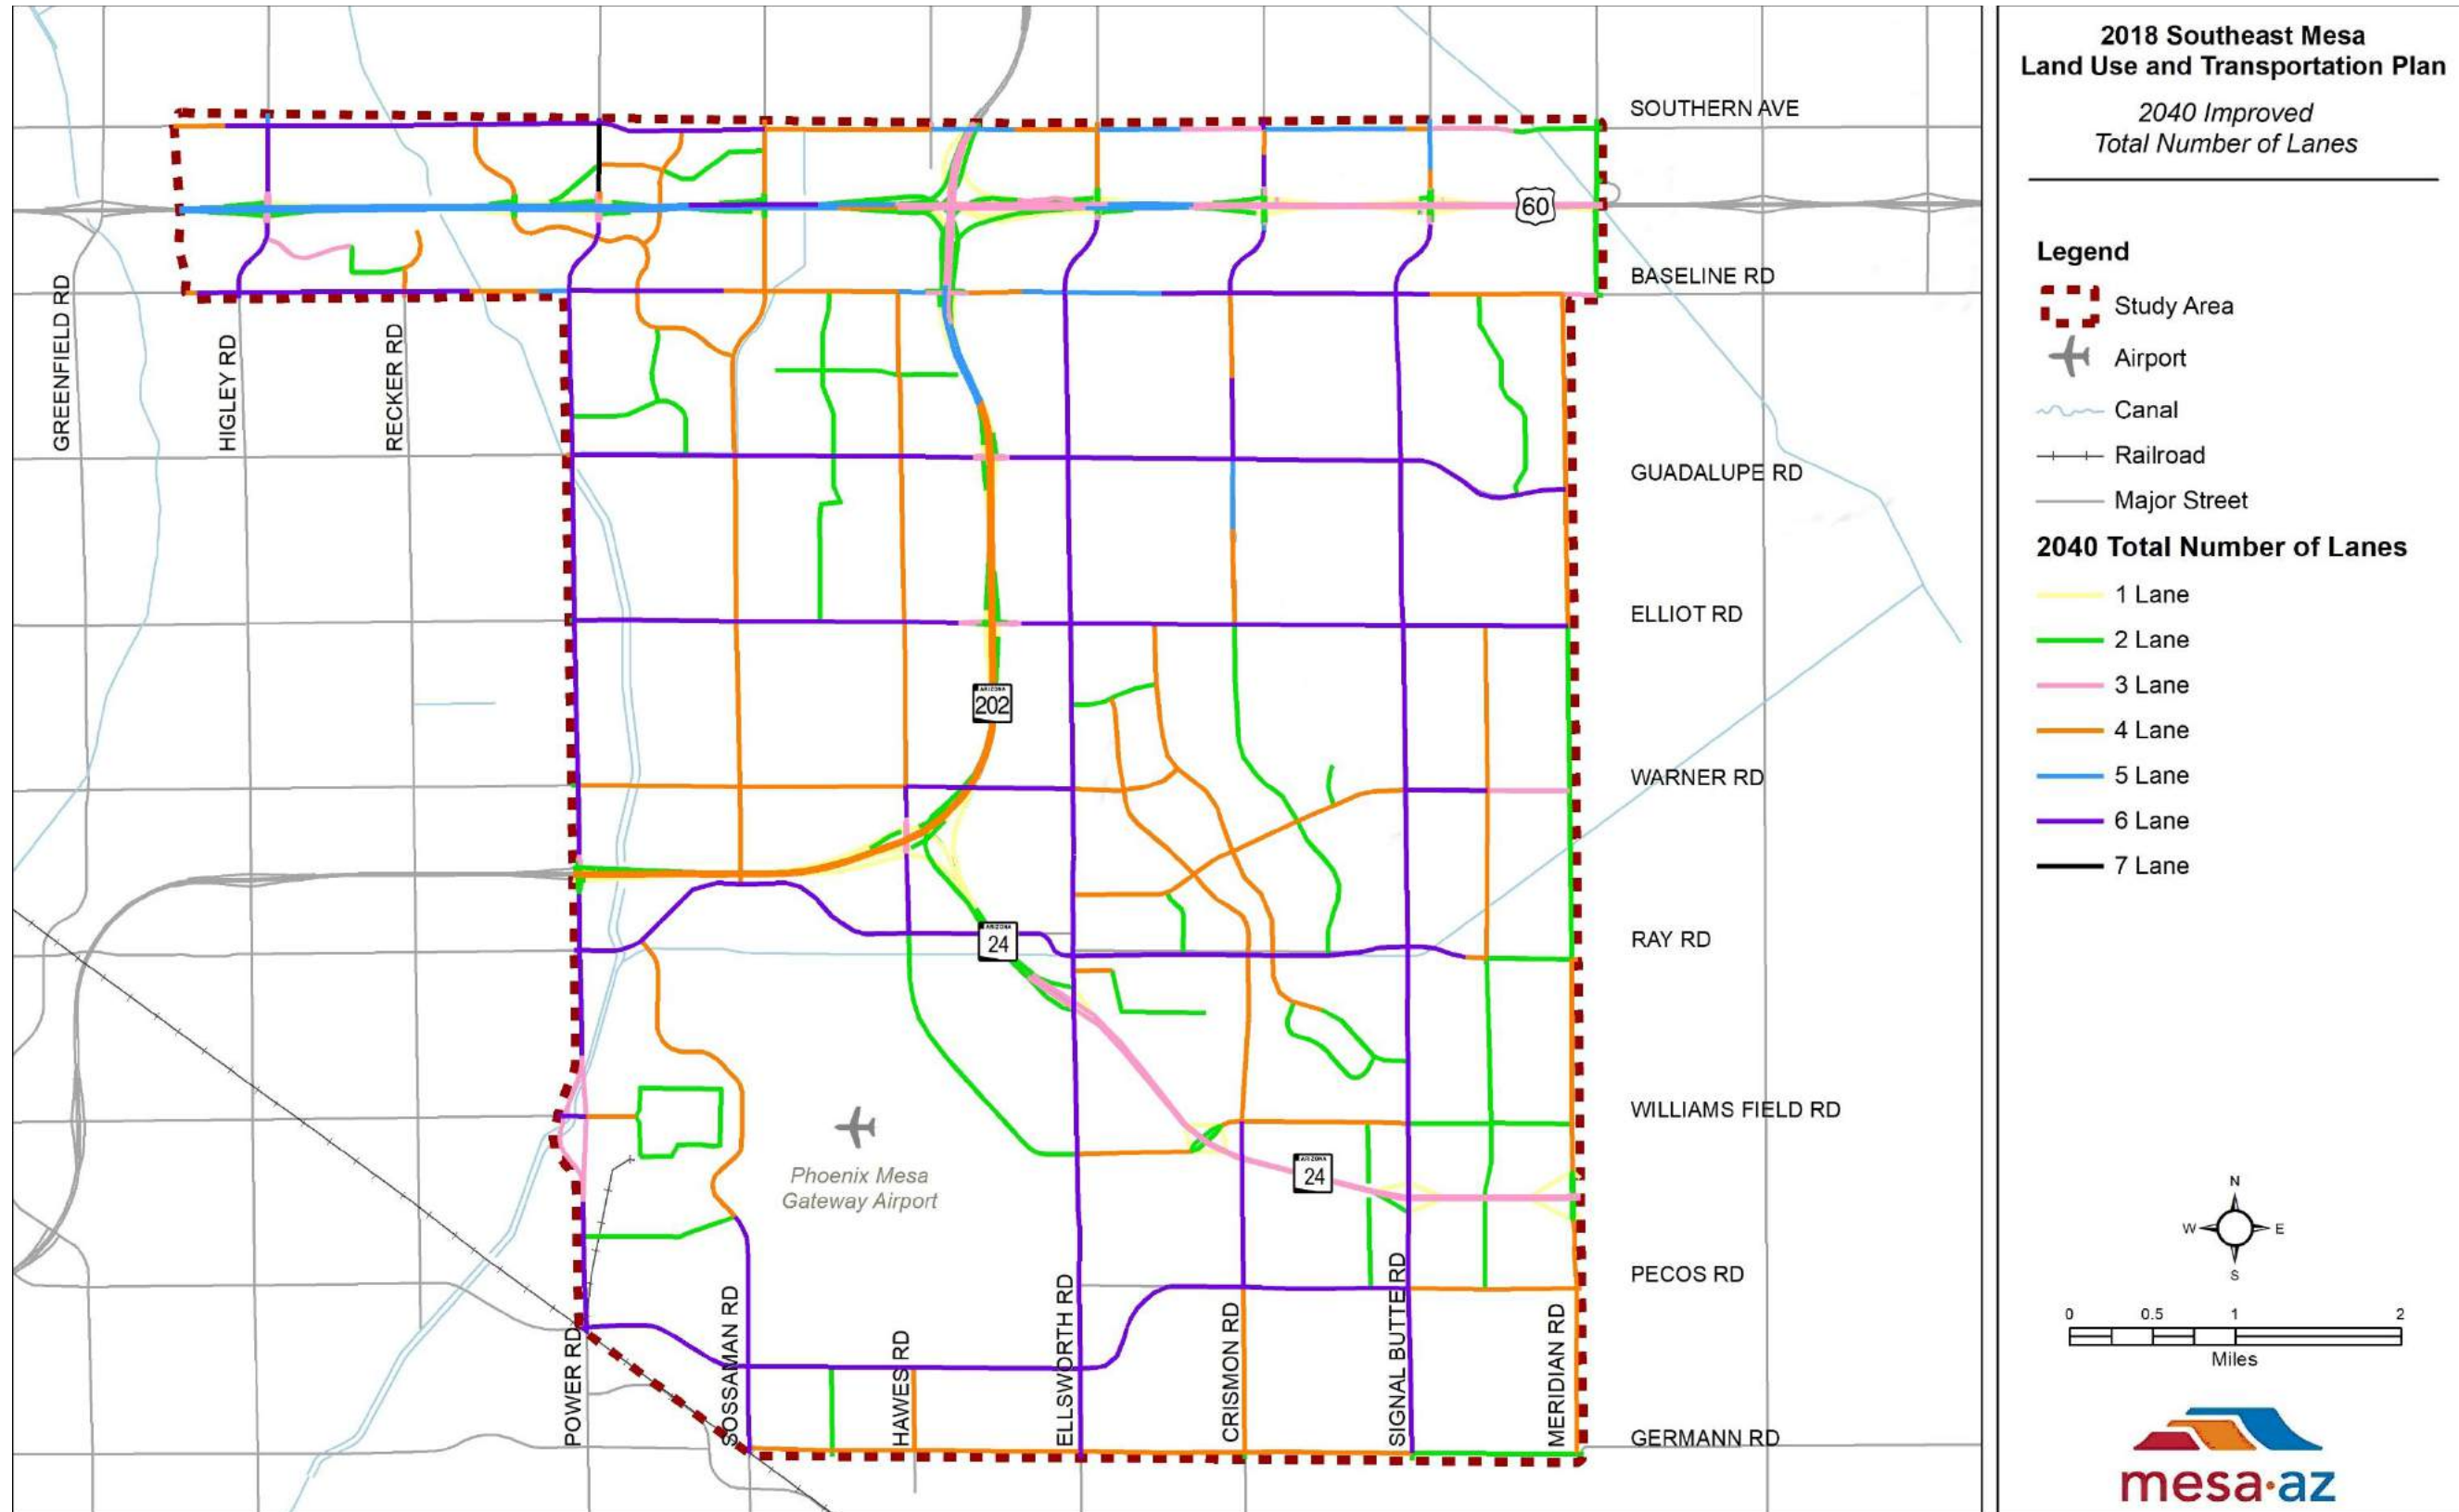 2018 Southeast Mesa
Land Use and Transportation Plan
2040 Improved
Total Number of Lanes
Legend
Study Area
Airport
Canal
Railroad
Major Street
2040 Total Number of Lanes
1 Lane
2 Lane
3 Lane
4 Lane
5 Lane
6 Lane
7 Lane
SOUTHERN AVE
60
BASELINE RD
GREENFIELD RD
HIGLEY RD
RECKER RD
GUADALUPE RD
ELLIOT RD
ARIZONA
202
WARNER RD
ARIZONA
24
RAY RD
WILLIAMS FIELD RD
Phoenix Mesa
Gateway Airport
ARIZONA
24
PECOS RD
POWER RD
SOSSAMAN RD
HAWES RD
ELLSWORTH RD
CRISMON RD
SIGNAL BUTTE RD
MERIDIAN RD
GERMANN RD
N
W
E
S
0 0.5 1 2
Miles
mesa·az